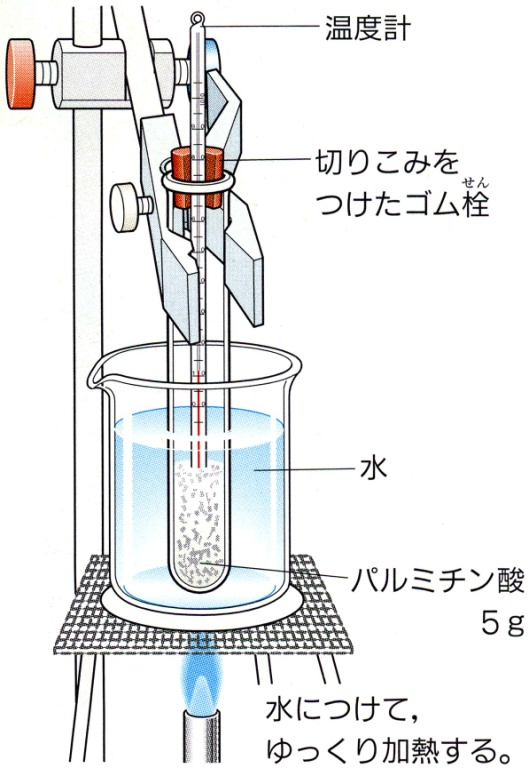 温度計
切りこみを
つけたゴム栓
せん
水
パルミチン酸
5g
水につけて，
ゆっくり加熱する。